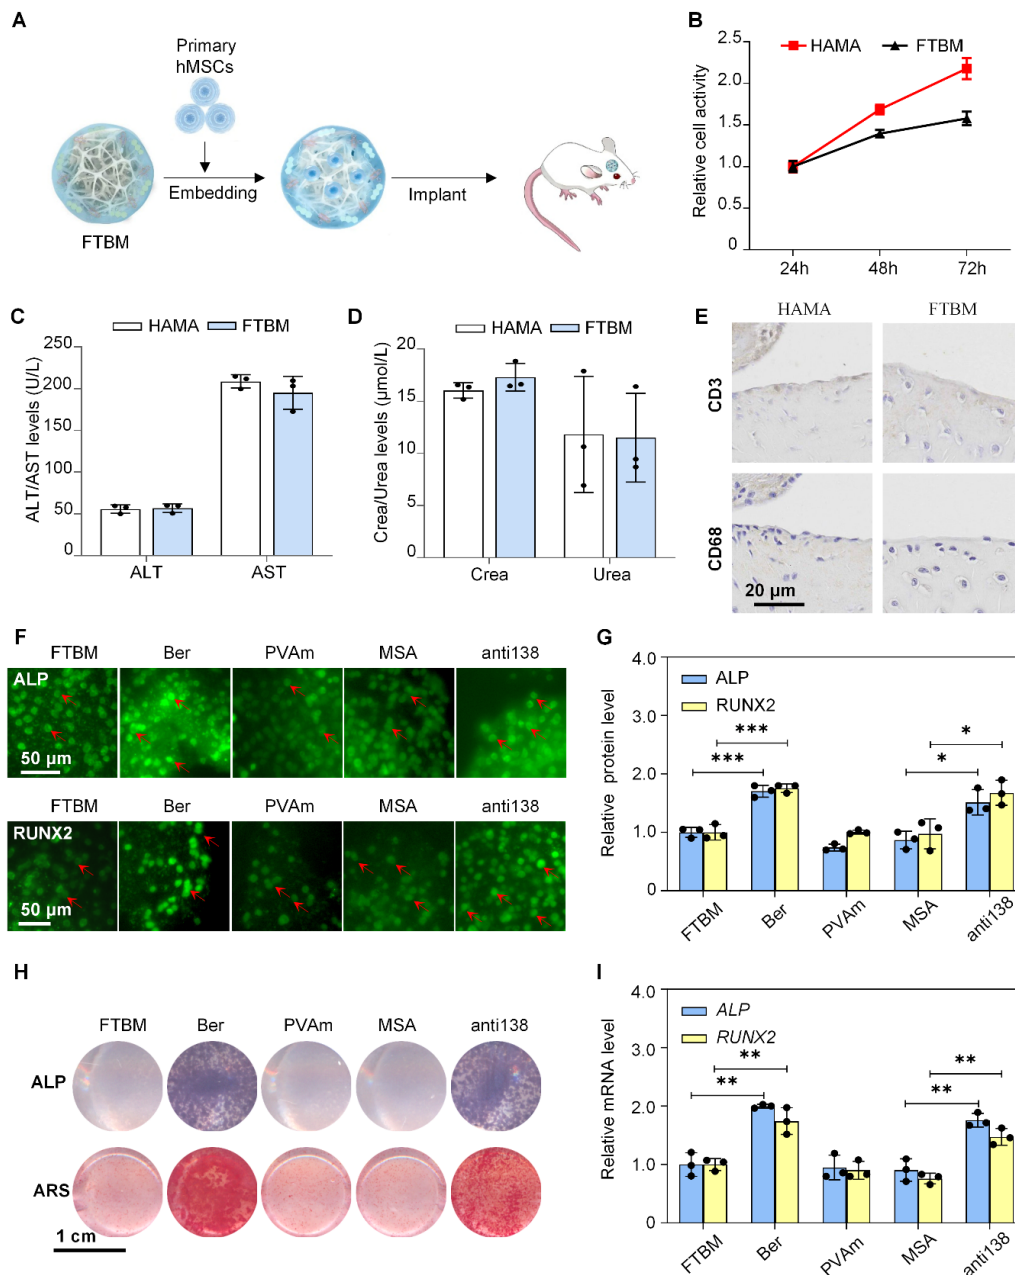 A
Primary
hMSCs
Embedding
Implant
FTBM
B
HAMA FTBM
Relative cell activity
2.5
2.0
1.5
1.0
0.5
0
24h 48h 72h
C
HAMA FTBM
ALT/AST levels (U/L)
250
200
150
100
50
0
ALT AST
D
HAMA FTBM
Crea/Urea levels (μmol/L)
20
15
10
5
0
Crea Urea
E
HAMA FTBM
CD3
CD68
20 μm
F
FTBM Ber PVAm MSA anti138
ALP
50 μm
FTBM Ber PVAm MSA anti138
RUNX2
50 μm
G
ALP
RUNX2
Relative protein level
4.0
3.0
2.0
1.0
0
*** ***
* *
FTBM Ber PVAm MSA anti138
H
FTBM Ber PVAm MSA anti138
ALP
ARS
1 cm
I
ALP
RUNX2
Relative mRNA level
4.0
3.0
2.0
1.0
0
** **
** **
FTBM Ber PVAm MSA anti138